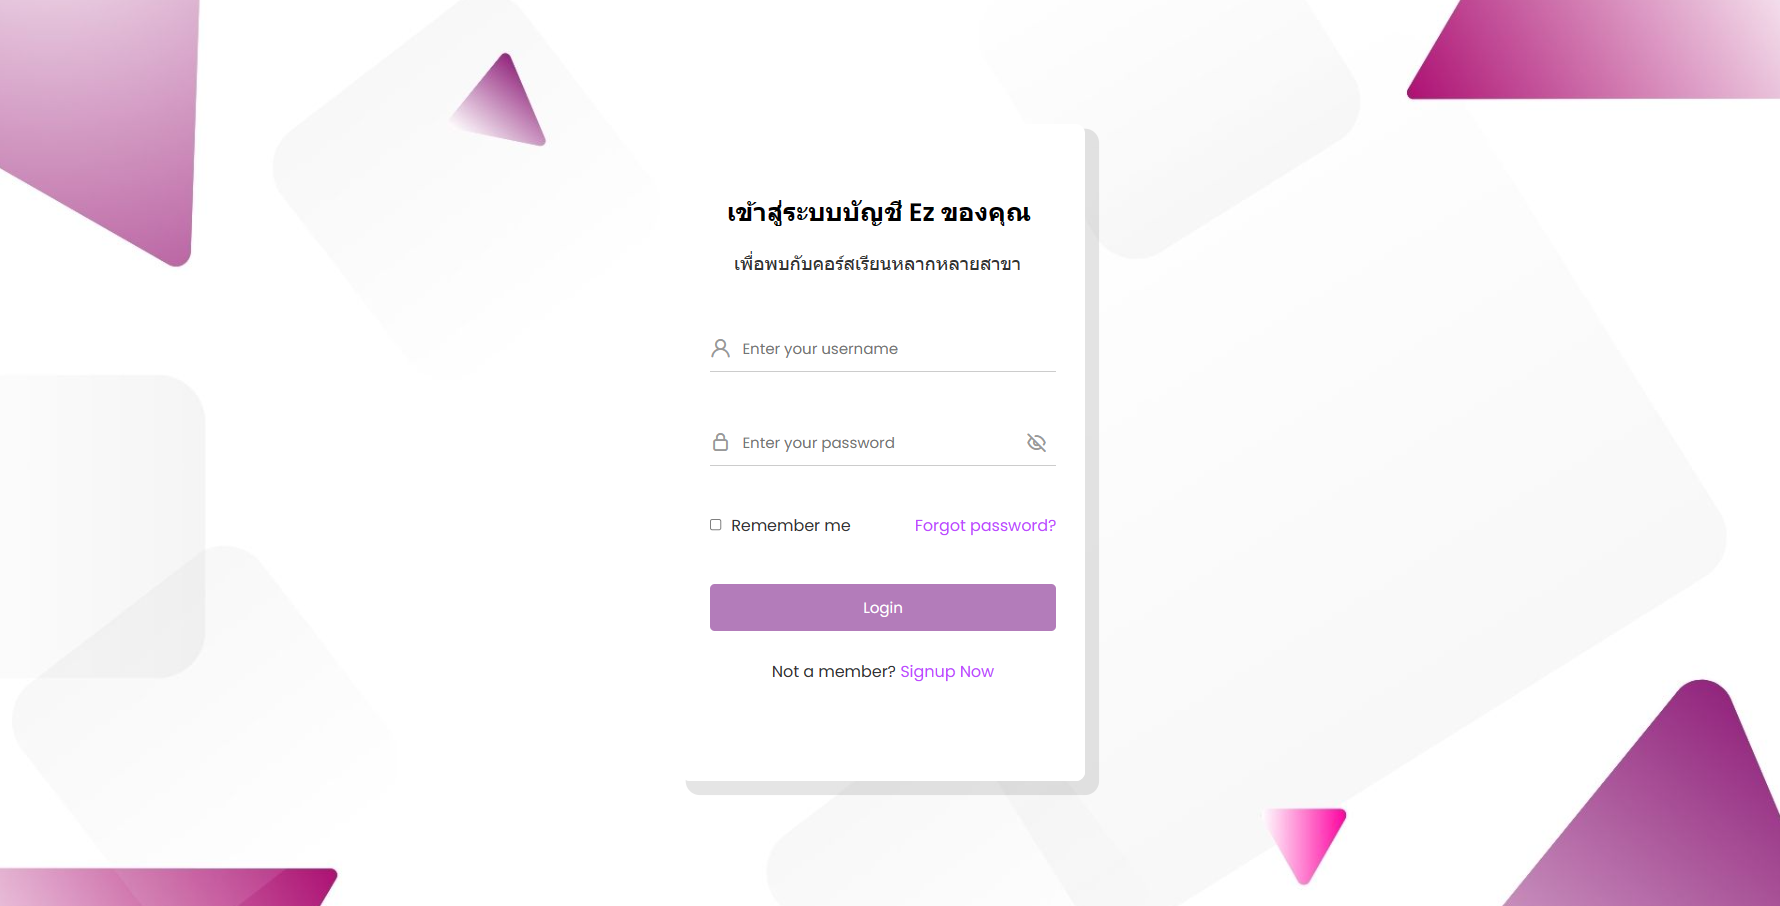 เข้าสู่ระบบบัญชี Ez ของคุณ
เพื่อพบกับคอร์สเรียนหลากหลายสาขา
Enter your username
Enter your password
Remember me
Forgot password?
Login
Not a member? Signup Now